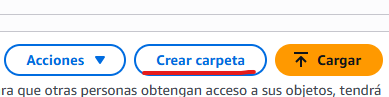 Acciones
Crear carpeta
Cargar
ra que otras personas obtengan acceso a sus objetos, tendrá